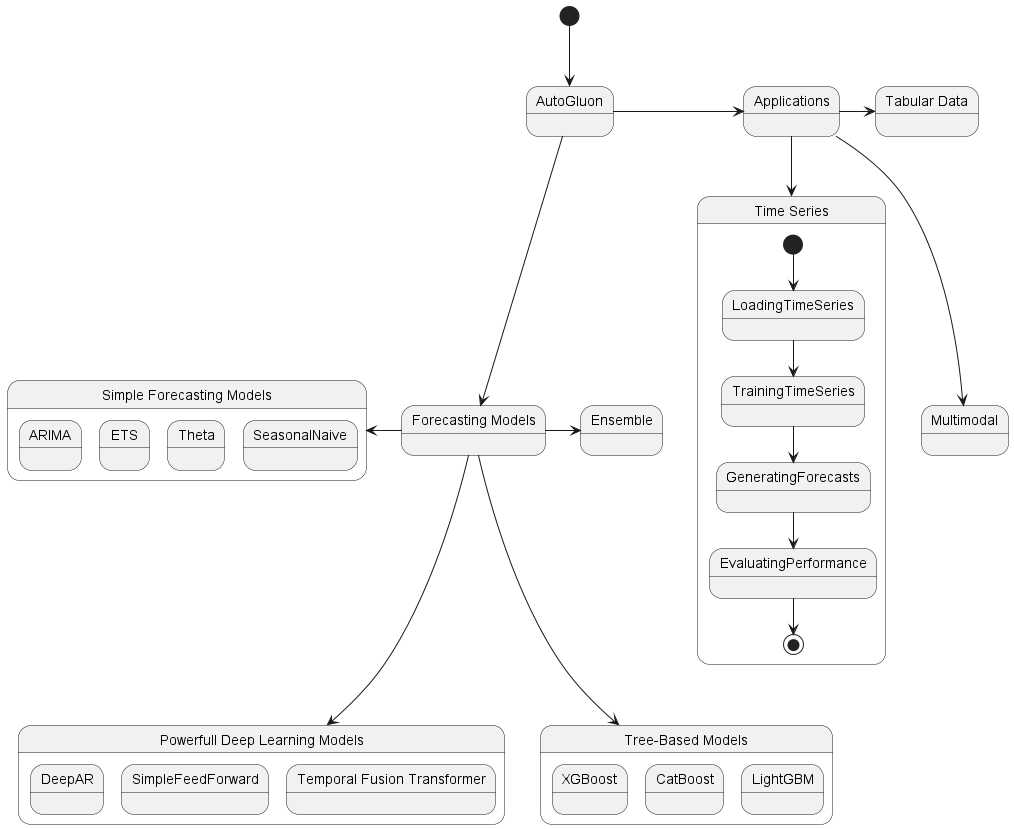 AutoGluon
Applications
Tabular Data
Time Series
LoadingTimeSeries
TrainingTimeSeries
GeneratingForecasts
EvaluatingPerformance
Multimodal
Simple Forecasting Models
ARIMA
ETS
Theta
SeasonalNaive
Forecasting Models
Ensemble
Powerfull Deep Learning Models
DeepAR
SimpleFeedForward
Temporal Fusion Transformer
Tree-Based Models
XGBoost
CatBoost
LightGBM